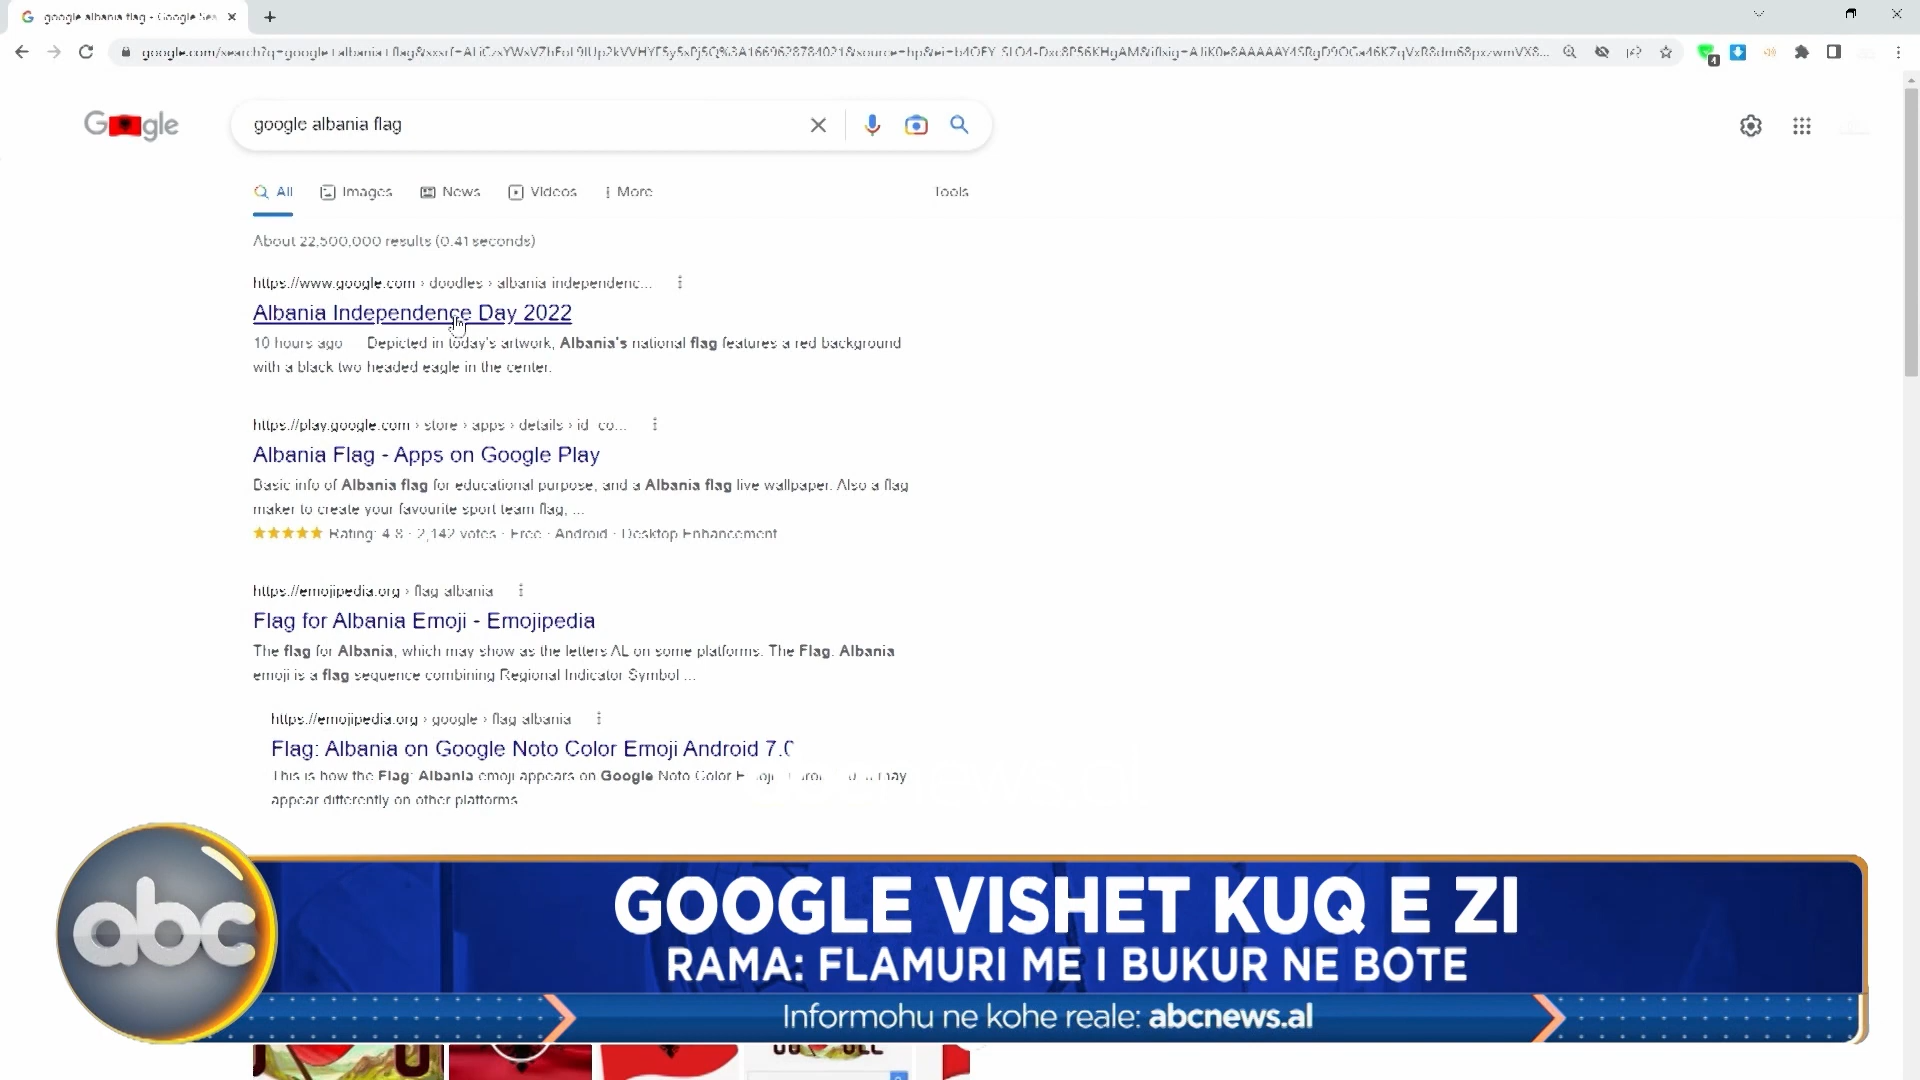 google albania flag - Google Sea
Google
google albania flag
All
Images
News
Videos
More
Tools
About 22,500,000 results (0.41 seconds)
https://www.google.com › doodles › albania independenc...
Albania Independence Day 2022
10 hours ago Depicted in today's artwork, Albania's national flag features a red background
with a black two headed eagle in the center.
https://play.google.com › store › apps › details › id co...
Albania Flag - Apps on Google Play
Basic info of Albania flag for educational purpose, and a Albania flag live wallpaper. Also a flag
maker to create your favourite sport team flag, ...
Rating: 4.8 · 2,142 votes · Free · Android · Desktop Enhancement
https://emojipedia.org › flag albania
Flag for Albania Emoji - Emojipedia
The flag for Albania, which may show as the letters AL on some platforms. The Flag: Albania
emoji is a flag sequence combining Regional Indicator Symbol ...
https://emojipedia.org › google › flag albania
Flag: Albania on Google Noto Color Emoji Android 7.0
This is how the Flag: Albania emoji appears on Google Noto Color may
appear differently on other platforms
abc
GOOGLE VISHET KUQ E ZI
RAMA: FLAMURI ME I BUKUR NE BOTE
Informohu ne kohe reale: abcnews.al